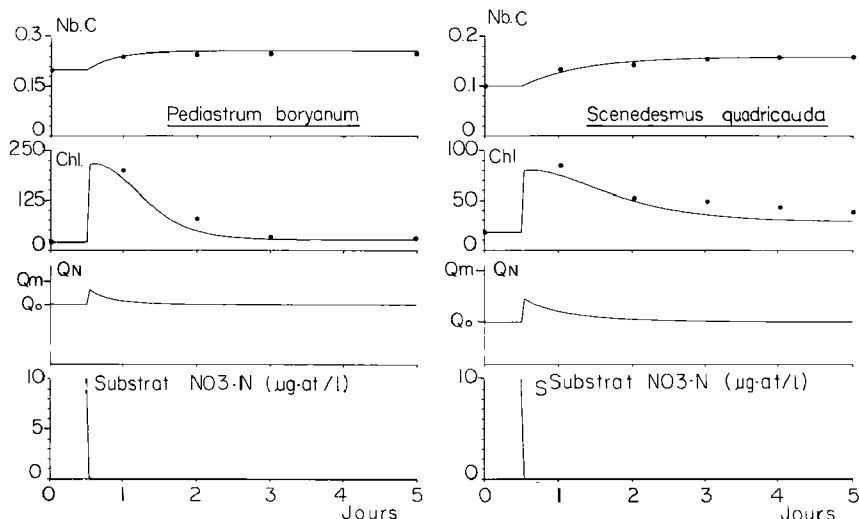 Nb.C
0.3
0.15
0
Pediastrum boryanum
250
Chl.
125
0
QN
Qm
Qo
10
Substrat NO3-N (µg-at/l)
5
0
0 1 2 3 4 5
Jours
Nb.C
0.2
0.1
0
Scenedesmus quadricauda
100
Chl
50
0
QN
Qm
Qo
10
S Substrat NO3-N (µg-at/l)
5
0
0 1 2 3 4 5
Jours